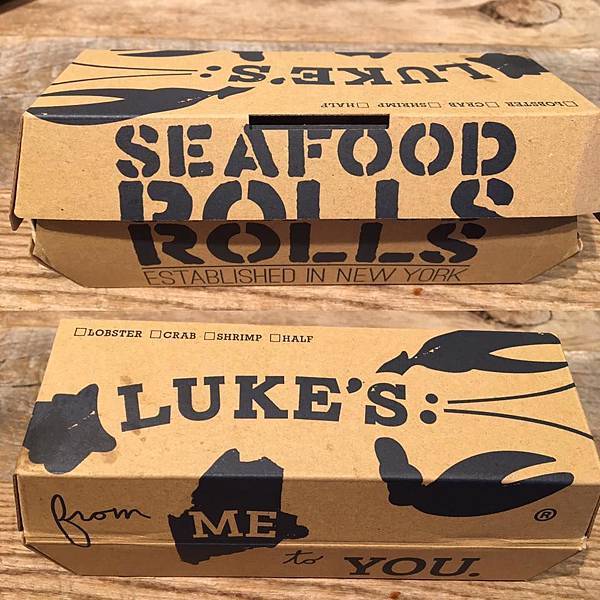 LUKE'S:
☐LOBSTER ☐CRAB ☐SHRIMP ☐HALF
SEAFOOD
ROLLS
ROLLS
ESTABLISHED IN NEW YORK
☐LOBSTER ☐CRAB ☐SHRIMP ☐HALF
LUKE'S:
from ME
to YOU.
®